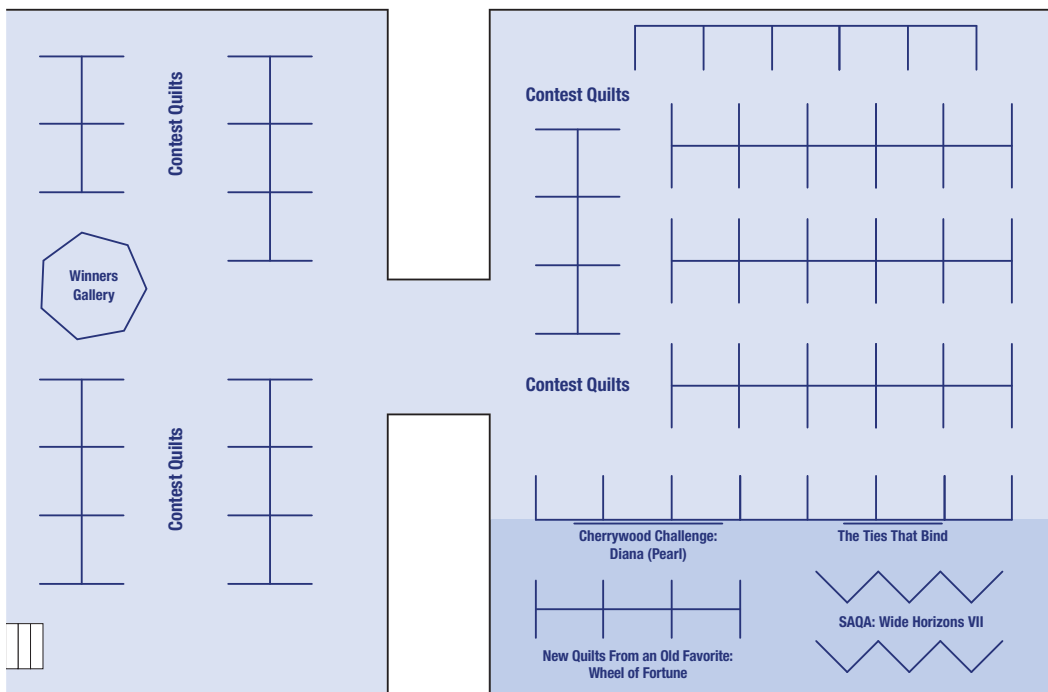 Contest Quilts
Winners
Gallery
Contest Quilts
Contest Quilts
Contest Quilts
Cherrywood Challenge:
Diana (Pearl)
The Ties That Bind
SAQA: Wide Horizons VII
New Quilts From an Old Favorite:
Wheel of Fortune